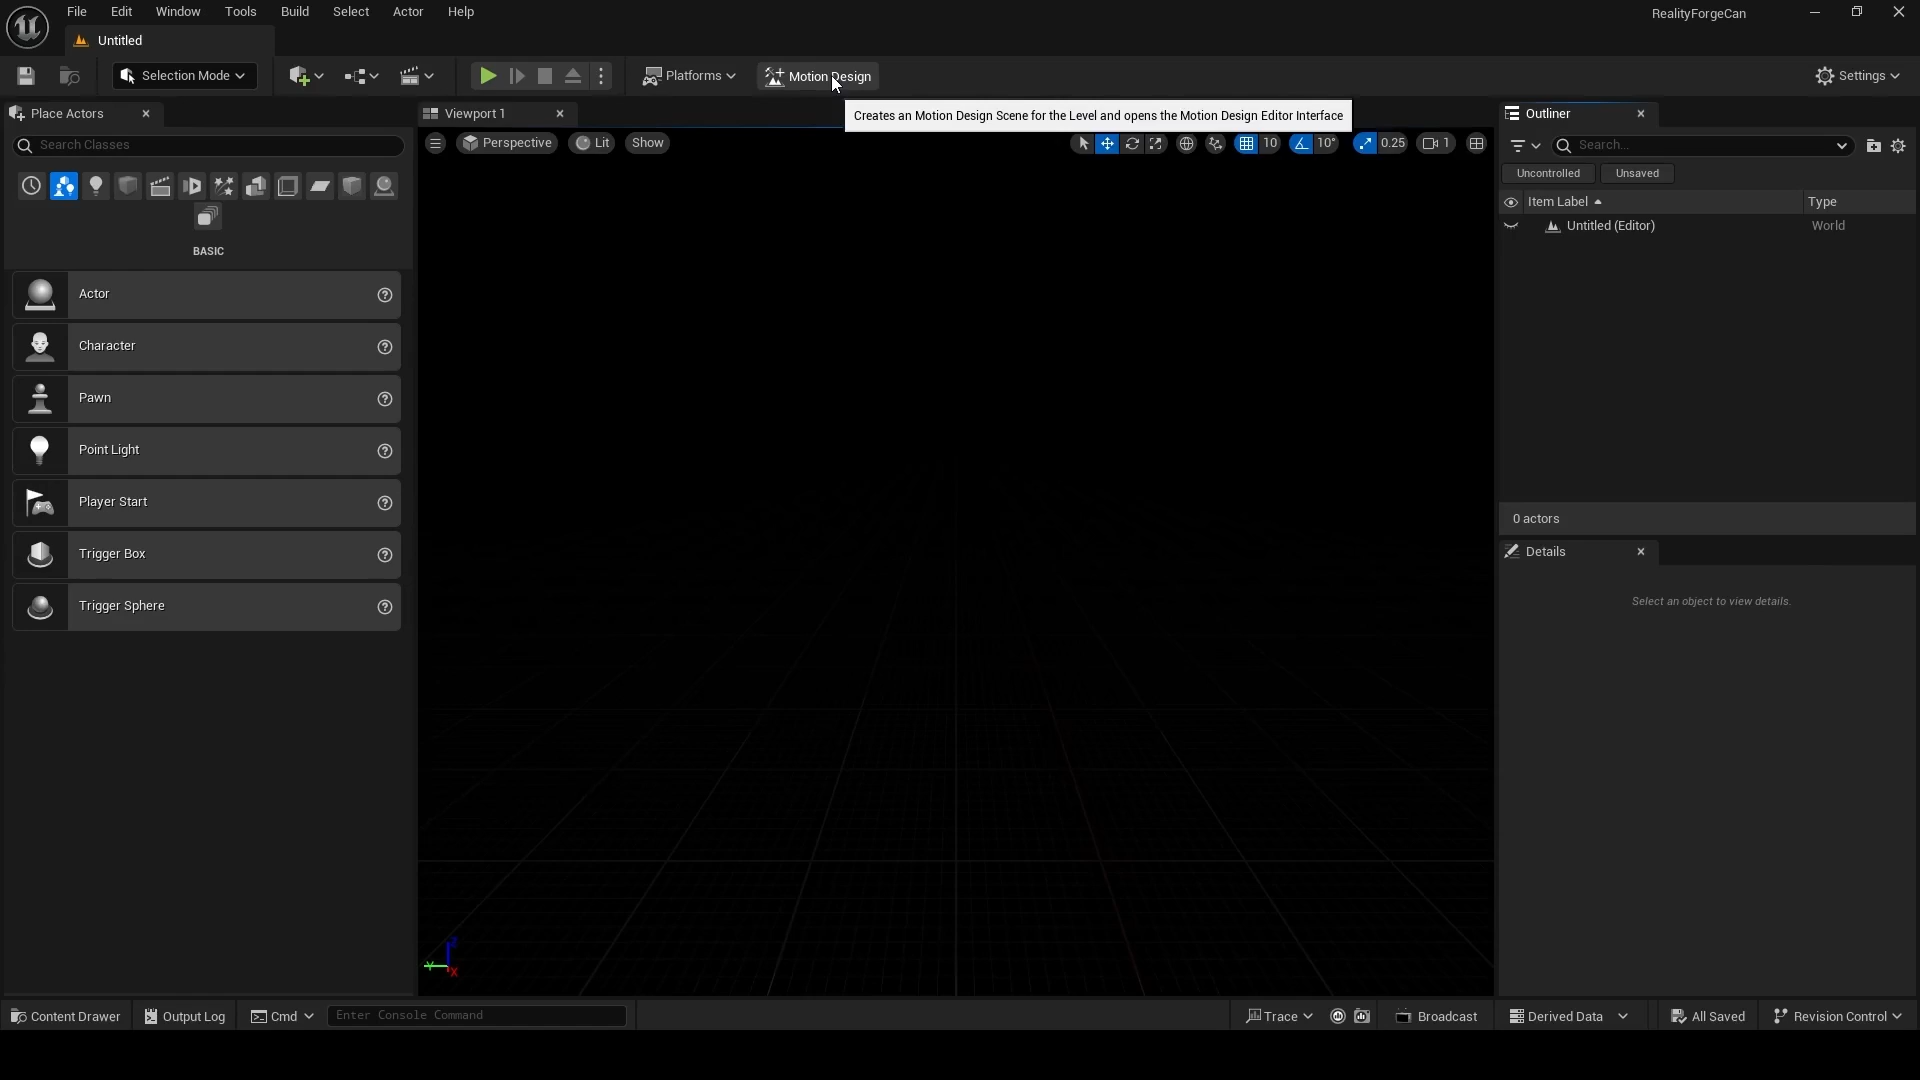 File Edit Window Tools Build Select Actor Help
RealityForgeCan
Untitled
Selection Mode
Platforms
Motion Design
Settings
Creates an Motion Design Scene for the Level and opens the Motion Design Editor Interface
Place Actors
Search Classes
BASIC
Actor
Character
Pawn
Point Light
Player Start
Trigger Box
Trigger Sphere
Viewport 1
Perspective Lit Show
10 10° 0.25 1
Z
Y
X
Outliner
Search...
Uncontrolled Unsaved
Item Label Type
Untitled (Editor) World
0 actors
Details
Select an object to view details.
Content Drawer Output Log Cmd Enter Console Command
Trace Broadcast Derived Data All Saved Revision Control